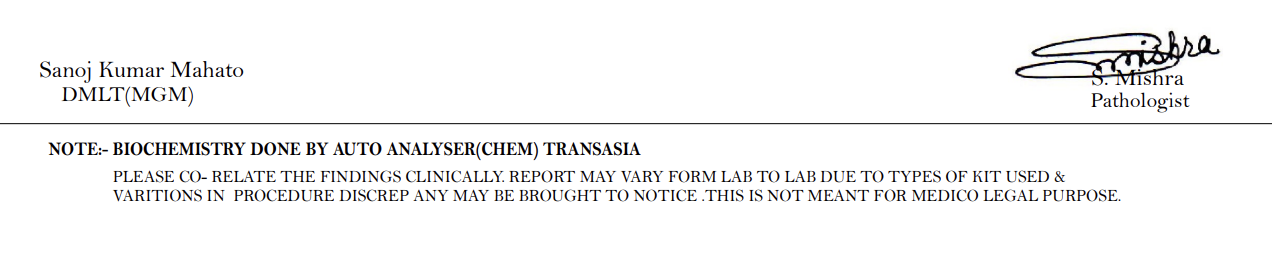 Smishra
Sanoj Kumar Mahato
DMLT(MGM)
S. Mishra
Pathologist
NOTE:- BIOCHEMISTRY DONE BY AUTO ANALYSER(CHEM) TRANSASIA
PLEASE CO- RELATE THE FINDINGS CLINICALLY. REPORT MAY VARY FORM LAB TO LAB DUE TO TYPES OF KIT USED &
VARITIONS IN PROCEDURE DISCREP ANY MAY BE BROUGHT TO NOTICE .THIS IS NOT MEANT FOR MEDICO LEGAL PURPOSE.